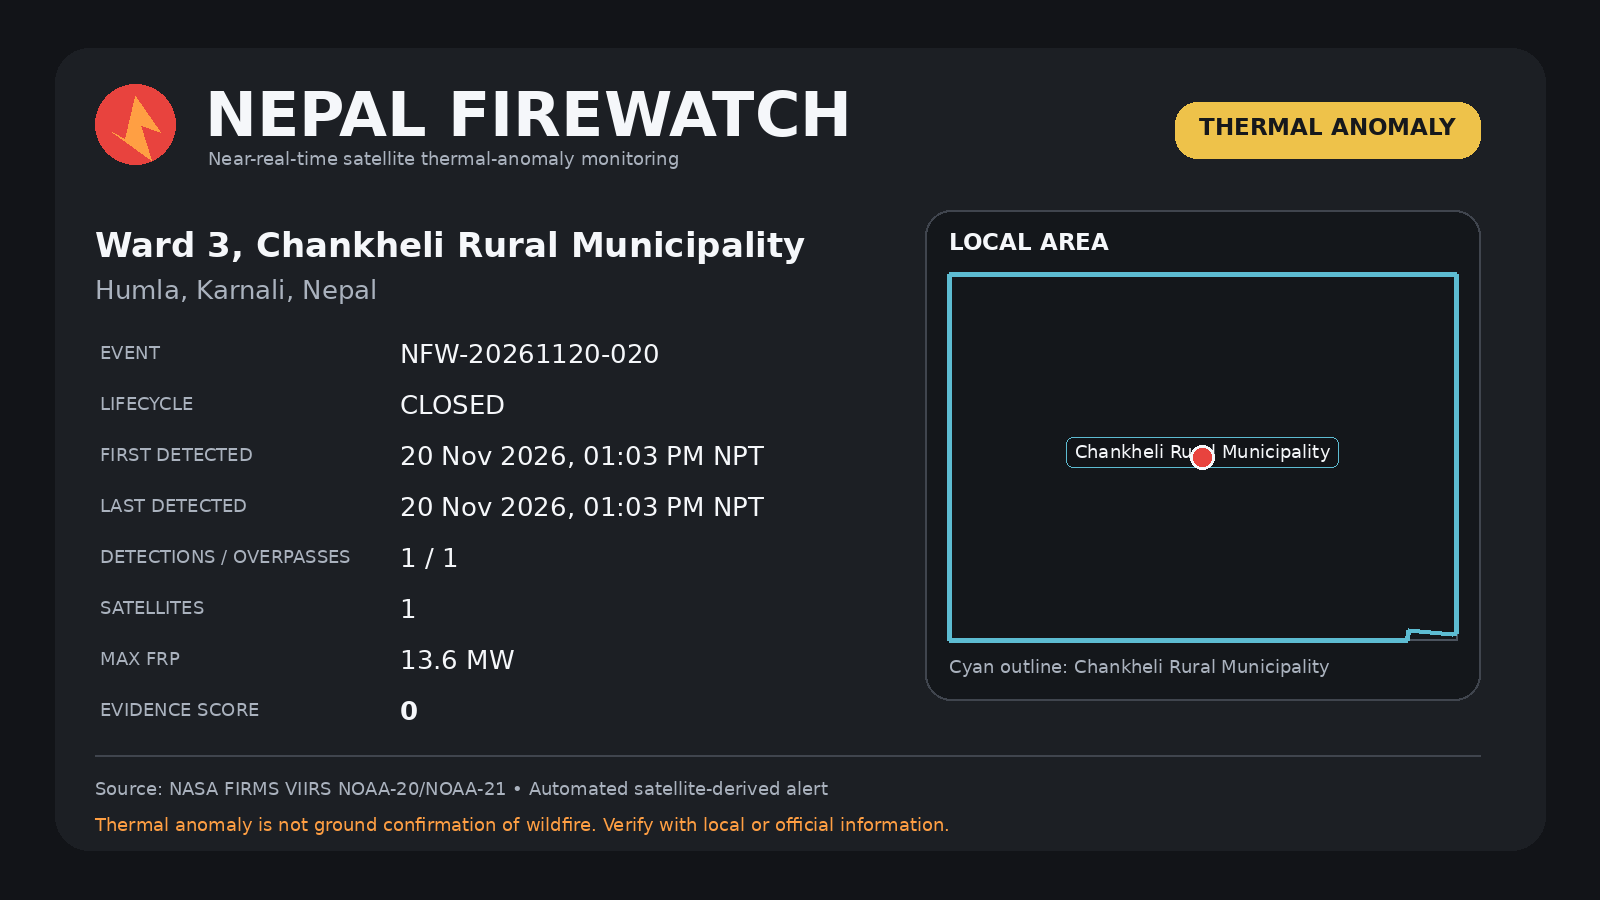 NEPAL FIREWATCH
Near-real-time satellite thermal-anomaly monitoring
THERMAL ANOMALY
Ward 3, Chankheli Rural Municipality
Humla, Karnali, Nepal
EVENT NFW-20261120-020
LIFECYCLE CLOSED
FIRST DETECTED 20 Nov 2026, 01:03 PM NPT
LAST DETECTED 20 Nov 2026, 01:03 PM NPT
DETECTIONS / OVERPASSES 1 / 1
SATELLITES 1
MAX FRP 13.6 MW
EVIDENCE SCORE 0
LOCAL AREA
Chankheli Rural Municipality
Cyan outline: Chankheli Rural Municipality
Source: NASA FIRMS VIIRS NOAA-20/NOAA-21 • Automated satellite-derived alert
Thermal anomaly is not ground confirmation of wildfire. Verify with local or official information.